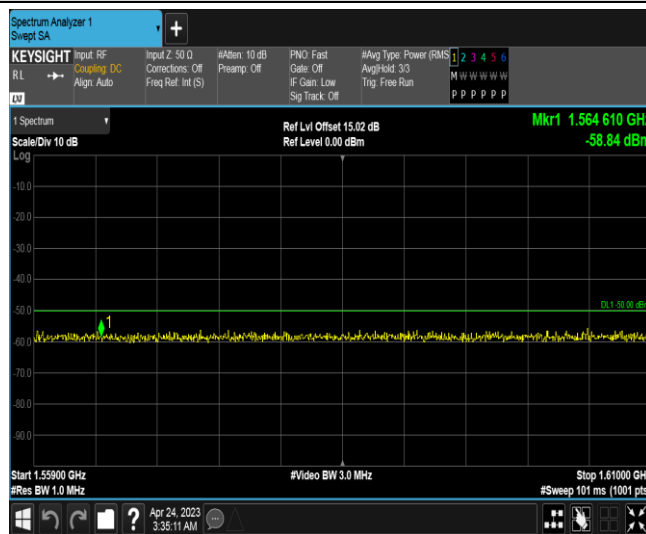 Spectrum Analyzer 1
Swept SA
KEYSIGHT
RL
LXI
Input: RF
Coupling: DC
Align: Auto
Input Z: 50 Ω
Corrections: Off
Freq Ref: Int (S)
#Atten: 10 dB
Preamp: Off
PNO: Fast
Gate: Off
IF Gain: Low
Sig Track: Off
#Avg Type: Power (RMS
Avg|Hold: 3/3
Trig: Free Run
1 2 3 4 5 6
M W W W W W
P P P P P P
1 Spectrum
Scale/Div 10 dB
Ref Lvl Offset 15.02 dB
Ref Level 0.00 dBm
Mkr1 1.564 610 GHz
-58.84 dBm
Log
-10.0
-20.0
-30.0
-40.0
-50.0
DL1 -50.00 dBm
1
-60.0
-70.0
-80.0
-90.0
Start 1.55900 GHz
#Res BW 1.0 MHz
#Video BW 3.0 MHz
Stop 1.61000 GH
#Sweep 101 ms (1001 pts
?
Apr 24, 2023
3:35:11 AM